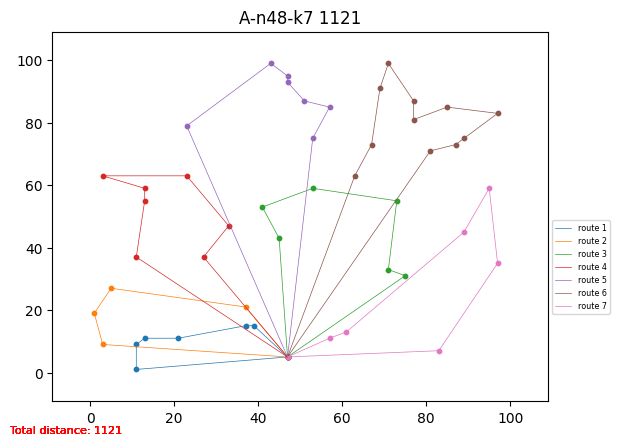 A-n48-k7 1121
100
80
60
40
20
0
0 20 40 60 80 100
route 1
route 2
route 3
route 4
route 5
route 6
route 7
Total distance: 1121